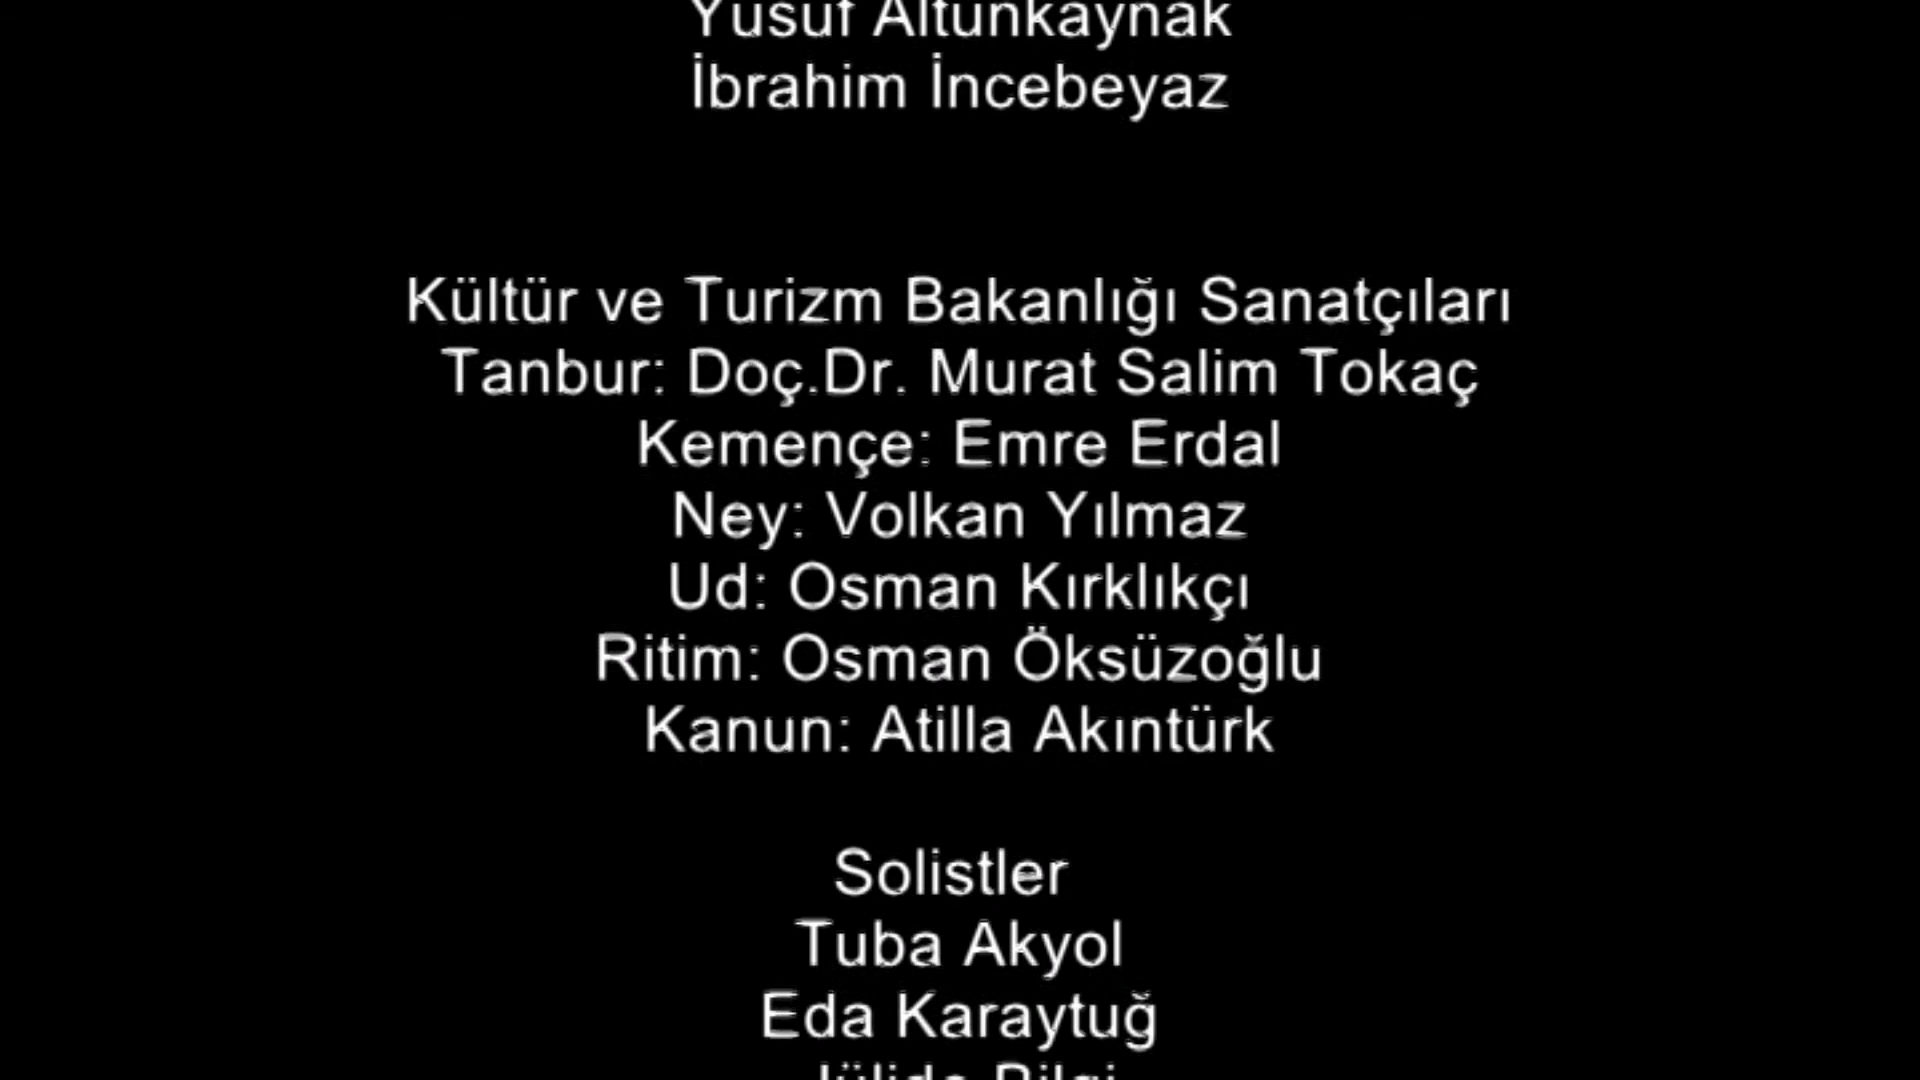 Yusuf Altunkaynak
İbrahim İncebeyaz
Kültür ve Turizm Bakanlığı Sanatçıları
Tanbur: Doç.Dr. Murat Salim Tokaç
Kemençe: Emre Erdal
Ney: Volkan Yılmaz
Ud: Osman Kırklıkçı
Ritim: Osman Öksüzoğlu
Kanun: Atilla Akıntürk
Solistler
Tuba Akyol
Eda Karaytuğ